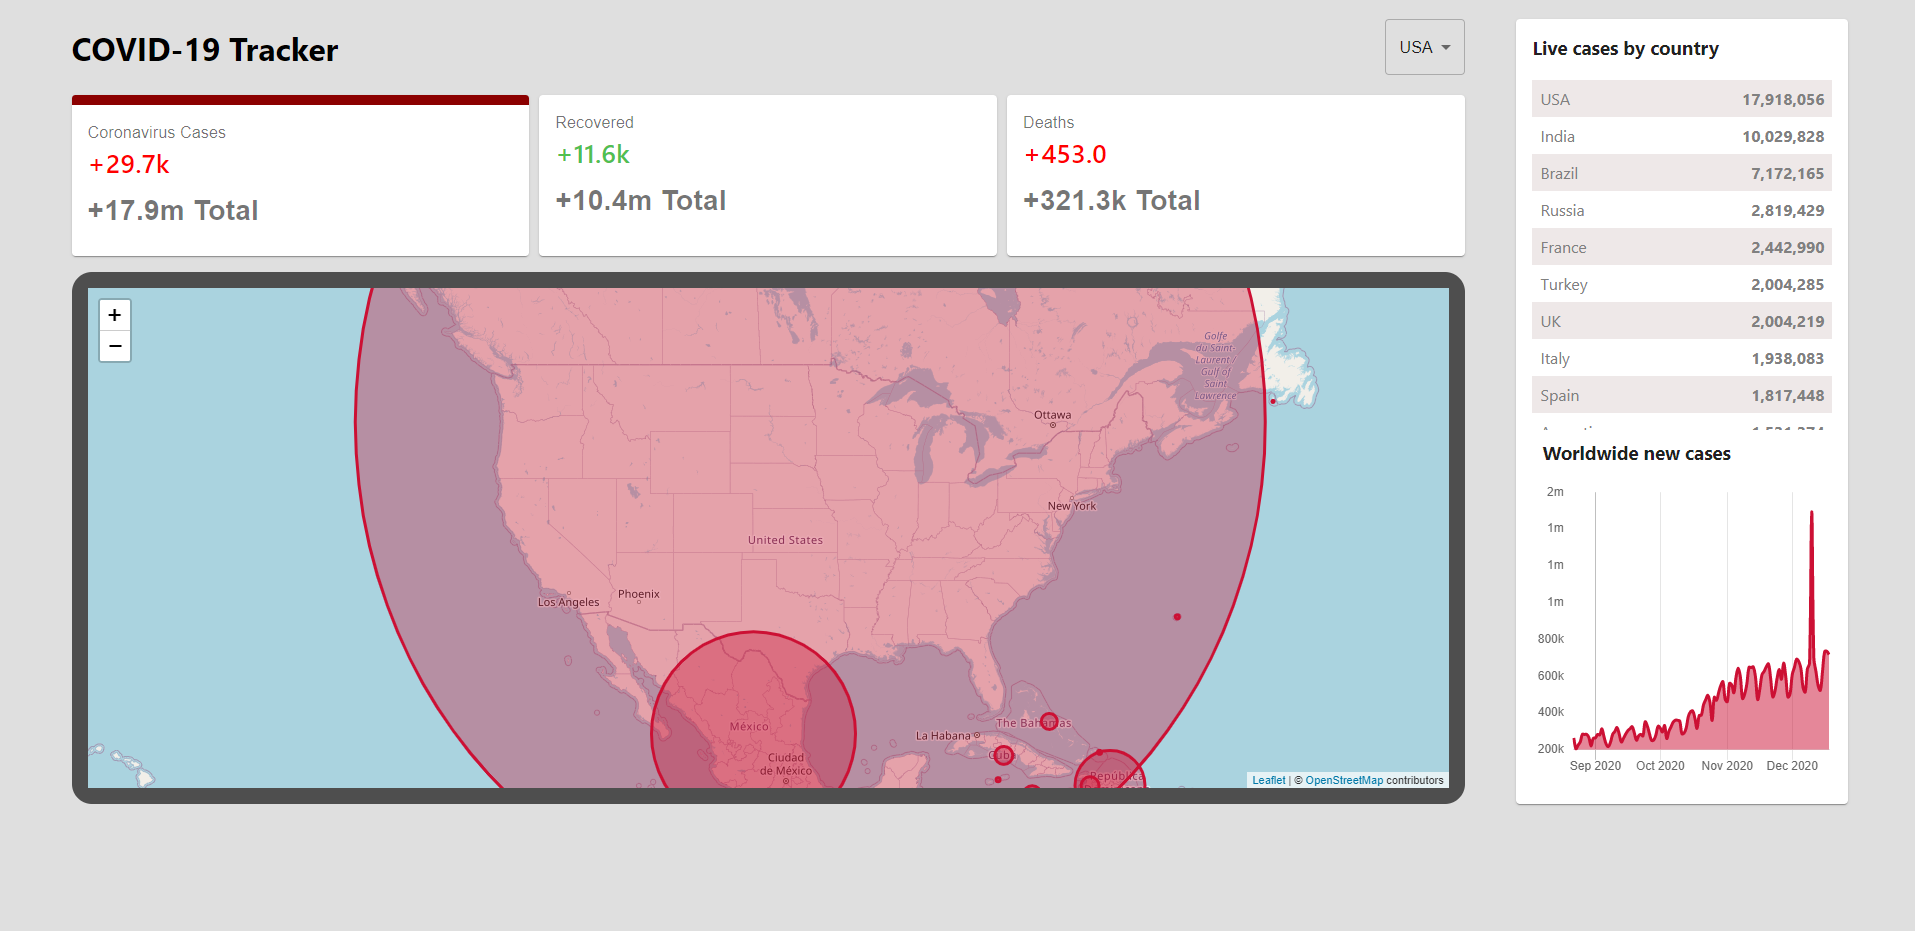 COVID-19 Tracker
USA
Coronavirus Cases
+29.7k
+17.9m Total
Recovered
+11.6k
+10.4m Total
Deaths
+453.0
+321.3k Total
+
−
Golfe
du Saint-
Laurent /
Gulf of
Saint
Lawrence
Ottawa
New York
United States
Phoenix
Los Angeles
México
The Bahamas
La Habana
Cuba
Ciudad
de México
República
Leaflet | © OpenStreetMap contributors
Live cases by country
USA 17,918,056
India 10,029,828
Brazil 7,172,165
Russia 2,819,429
France 2,442,990
Turkey 2,004,285
UK 2,004,219
Italy 1,938,083
Spain 1,817,448
Worldwide new cases
2m
1m
1m
1m
800k
600k
400k
200k
Sep 2020 Oct 2020 Nov 2020 Dec 2020